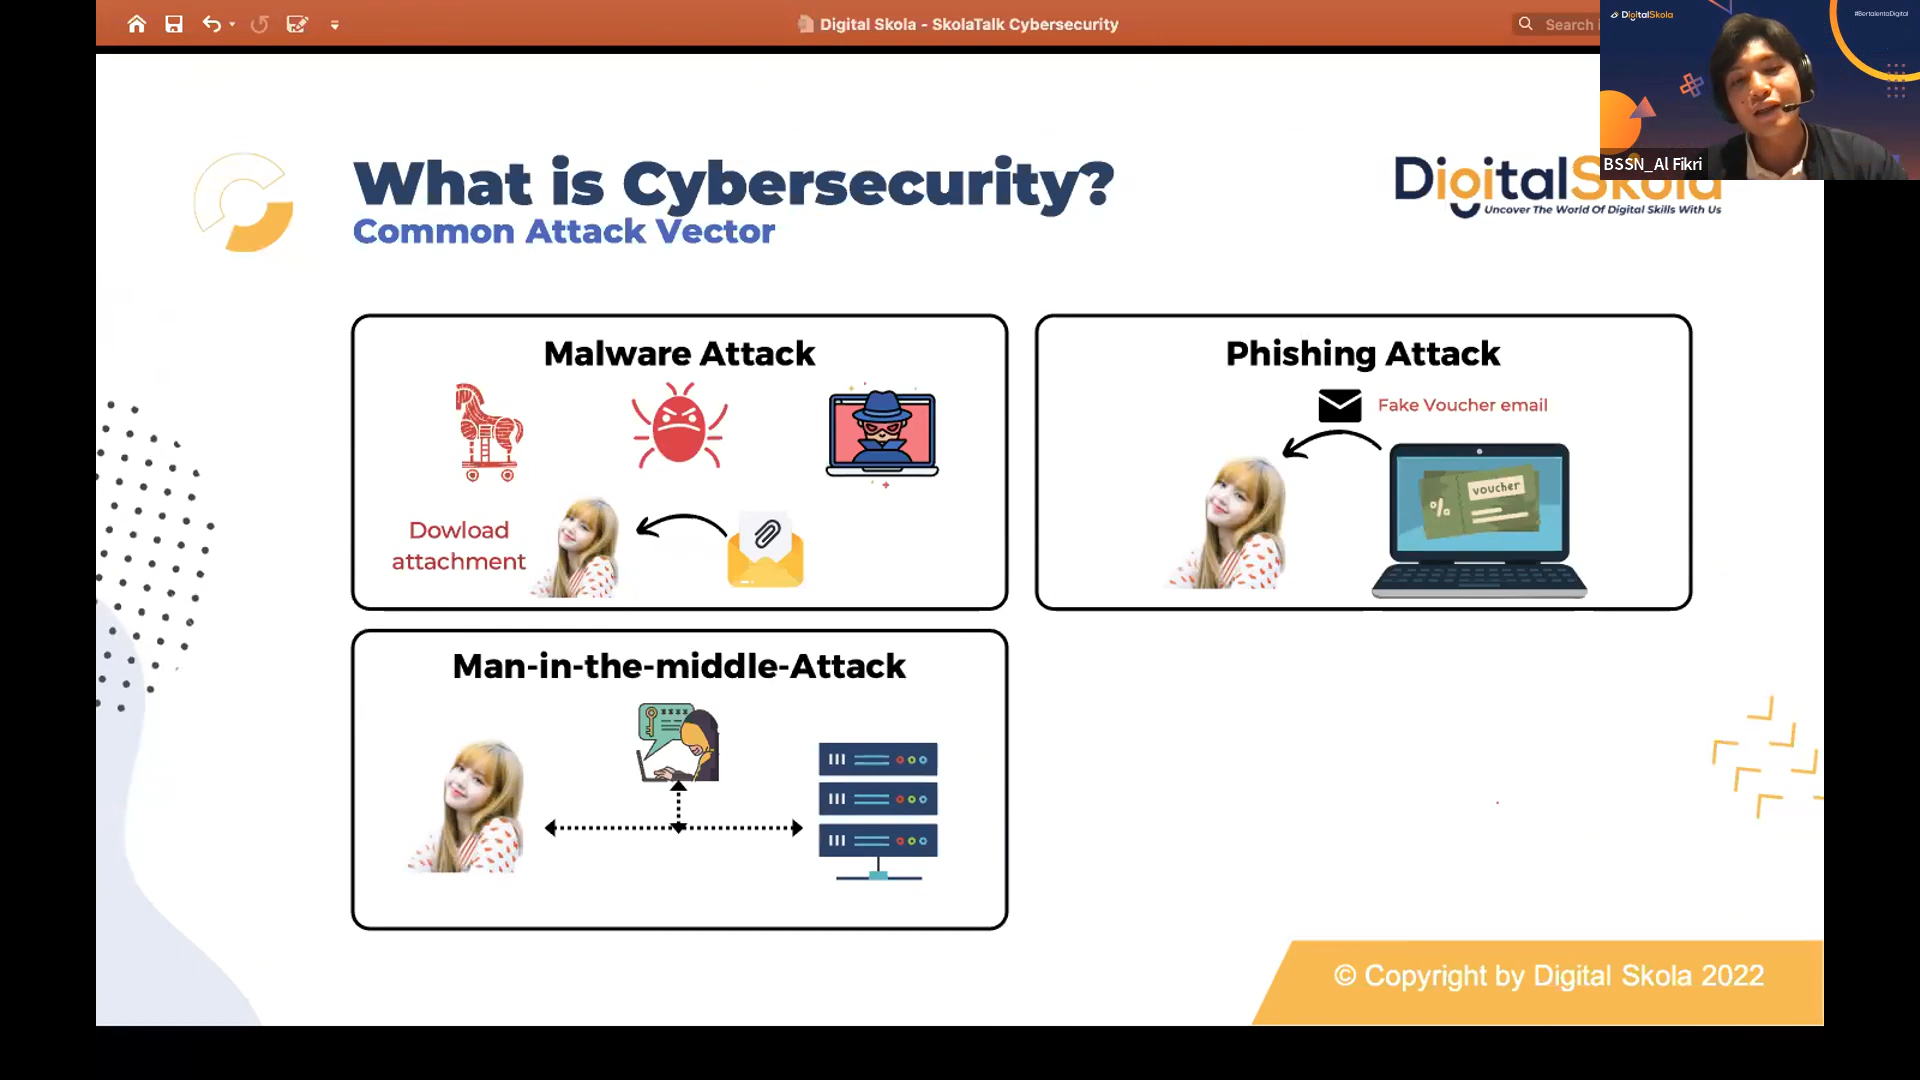 Digital Skola - SkolaTalk Cybersecurity
Search i
DigitalSkola
#BertalentaDigital
BSSN_Al Fikri
What is Cybersecurity?
Common Attack Vector
DigitalSkola
Uncover The World Of Digital Skills With Us
Malware Attack
Dowload
attachment
Phishing Attack
Fake Voucher email
%
voucher
Man-in-the-middle-Attack
© Copyright by Digital Skola 2022